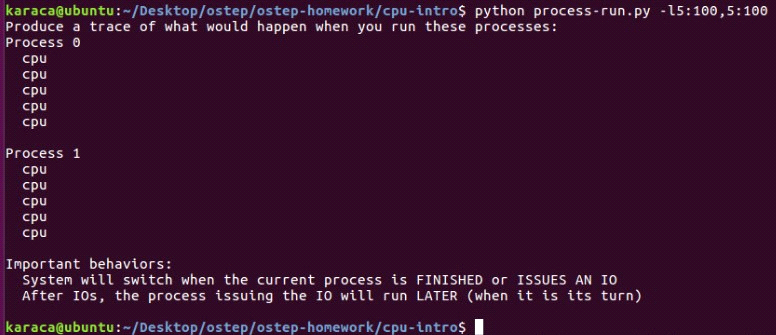 karaca@ubuntu:~/Desktop/ostep/ostep-homework/cpu-intro$ python process-run.py -l5:100,5:100
Produce a trace of what would happen when you run these processes:
Process 0
  cpu
  cpu
  cpu
  cpu
  cpu

Process 1
  cpu
  cpu
  cpu
  cpu
  cpu

Important behaviors:
  System will switch when the current process is FINISHED or ISSUES AN IO
  After IOs, the process issuing the IO will run LATER (when it is its turn)

karaca@ubuntu:~/Desktop/ostep/ostep-homework/cpu-intro$